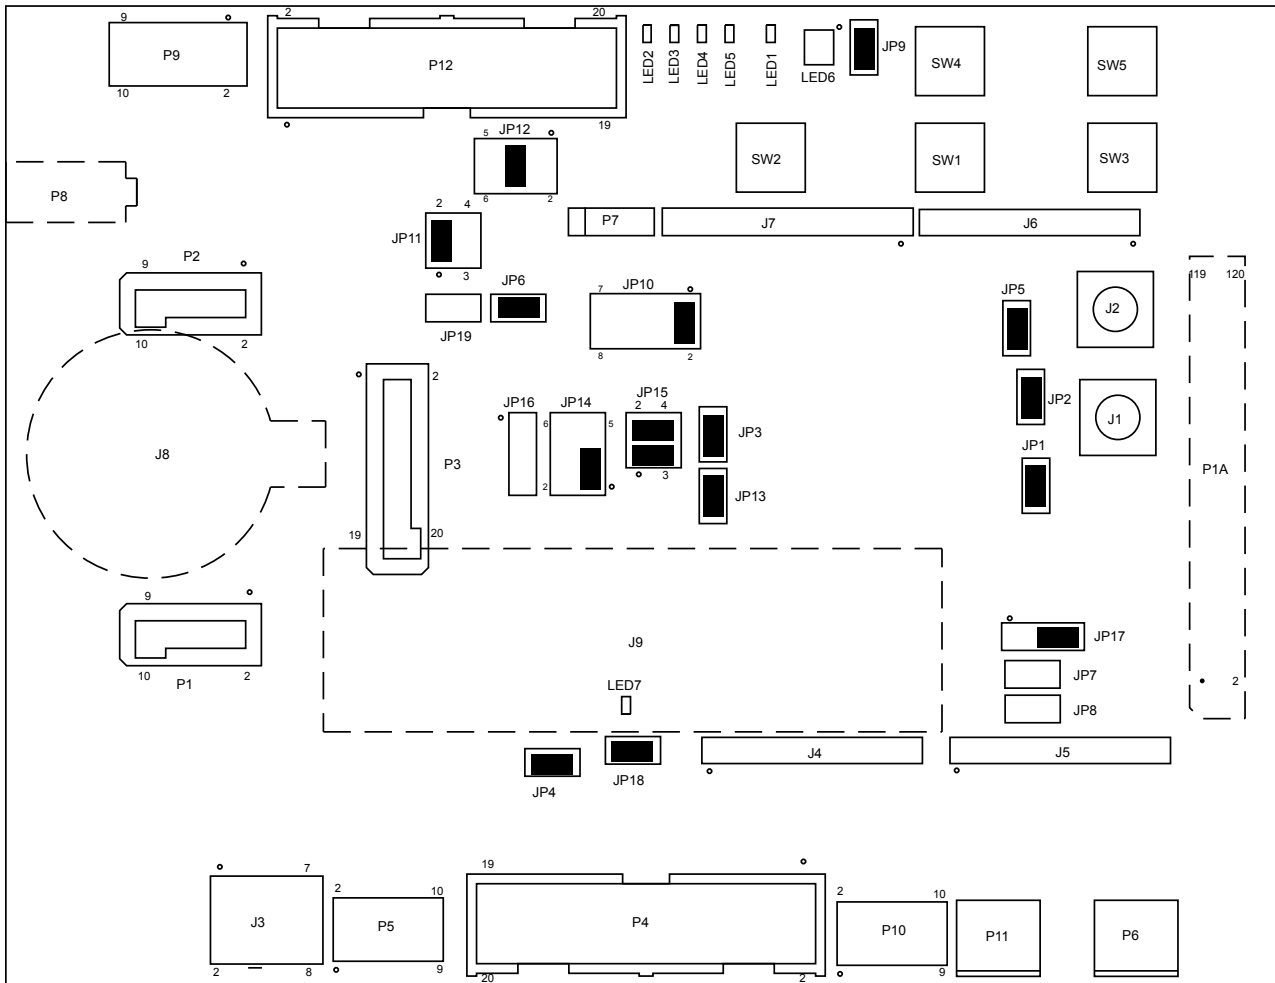 9
P9
10
2
2
20
P12
19
LED2
LED3
LED4
LED5
LED1
LED6
JP9
SW4
SW5
JP12
5
6
2
SW2
SW1
SW3
P8
2
4
JP11
3
P7
J7
J6
P2
9
10
2
JP6
JP19
JP10
7
8
2
JP5
J2
119
120
JP2
J1
JP1
P1A
2
J8
2
P3
19
20
JP16
JP14
6
5
2
JP15
2
4
3
JP3
JP13
9
10
2
P1
J9
LED7
JP17
JP7
JP8
JP4
JP18
J4
J5
7
J3
2
8
2
10
P5
9
19
P4
20
2
2
10
P10
9
P11
P6